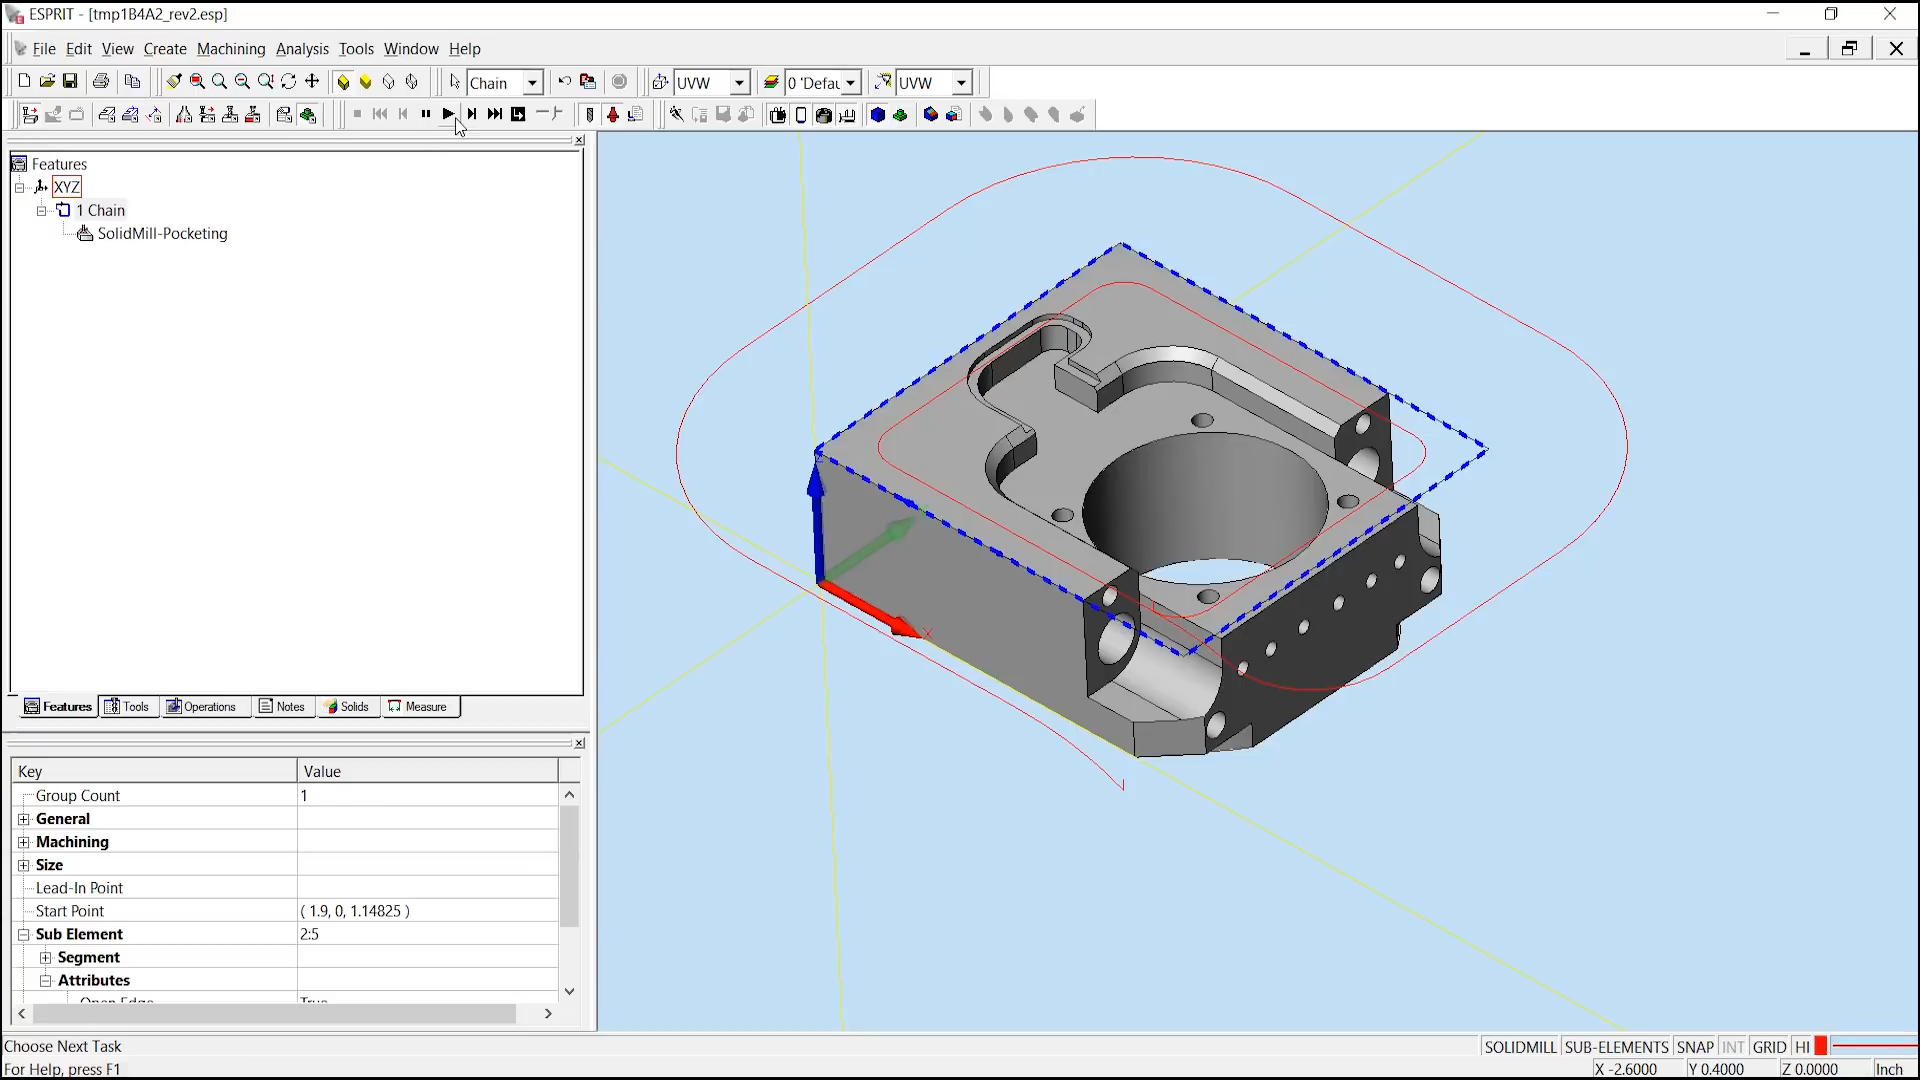 ESPRIT - [tmp1B4A2_rev2.esp]
File Edit View Create Machining Analysis Tools Window Help
Chain UVW 0 'Defau UVW
Features
XYZ
1 Chain
SolidMill-Pocketing
X
Features Tools Operations Notes Solids Measure
Key Value
Group Count 1
General
Machining
Size
Lead-In Point
Start Point ( 1.9, 0, 1.14825 )
Sub Element 2:5
Segment
Attributes
Open Edge True
Choose Next Task SOLIDMILL SUB-ELEMENTS SNAP INT GRID HI
For Help, press F1 X -2.6000 Y 0.4000 Z 0.0000 Inch